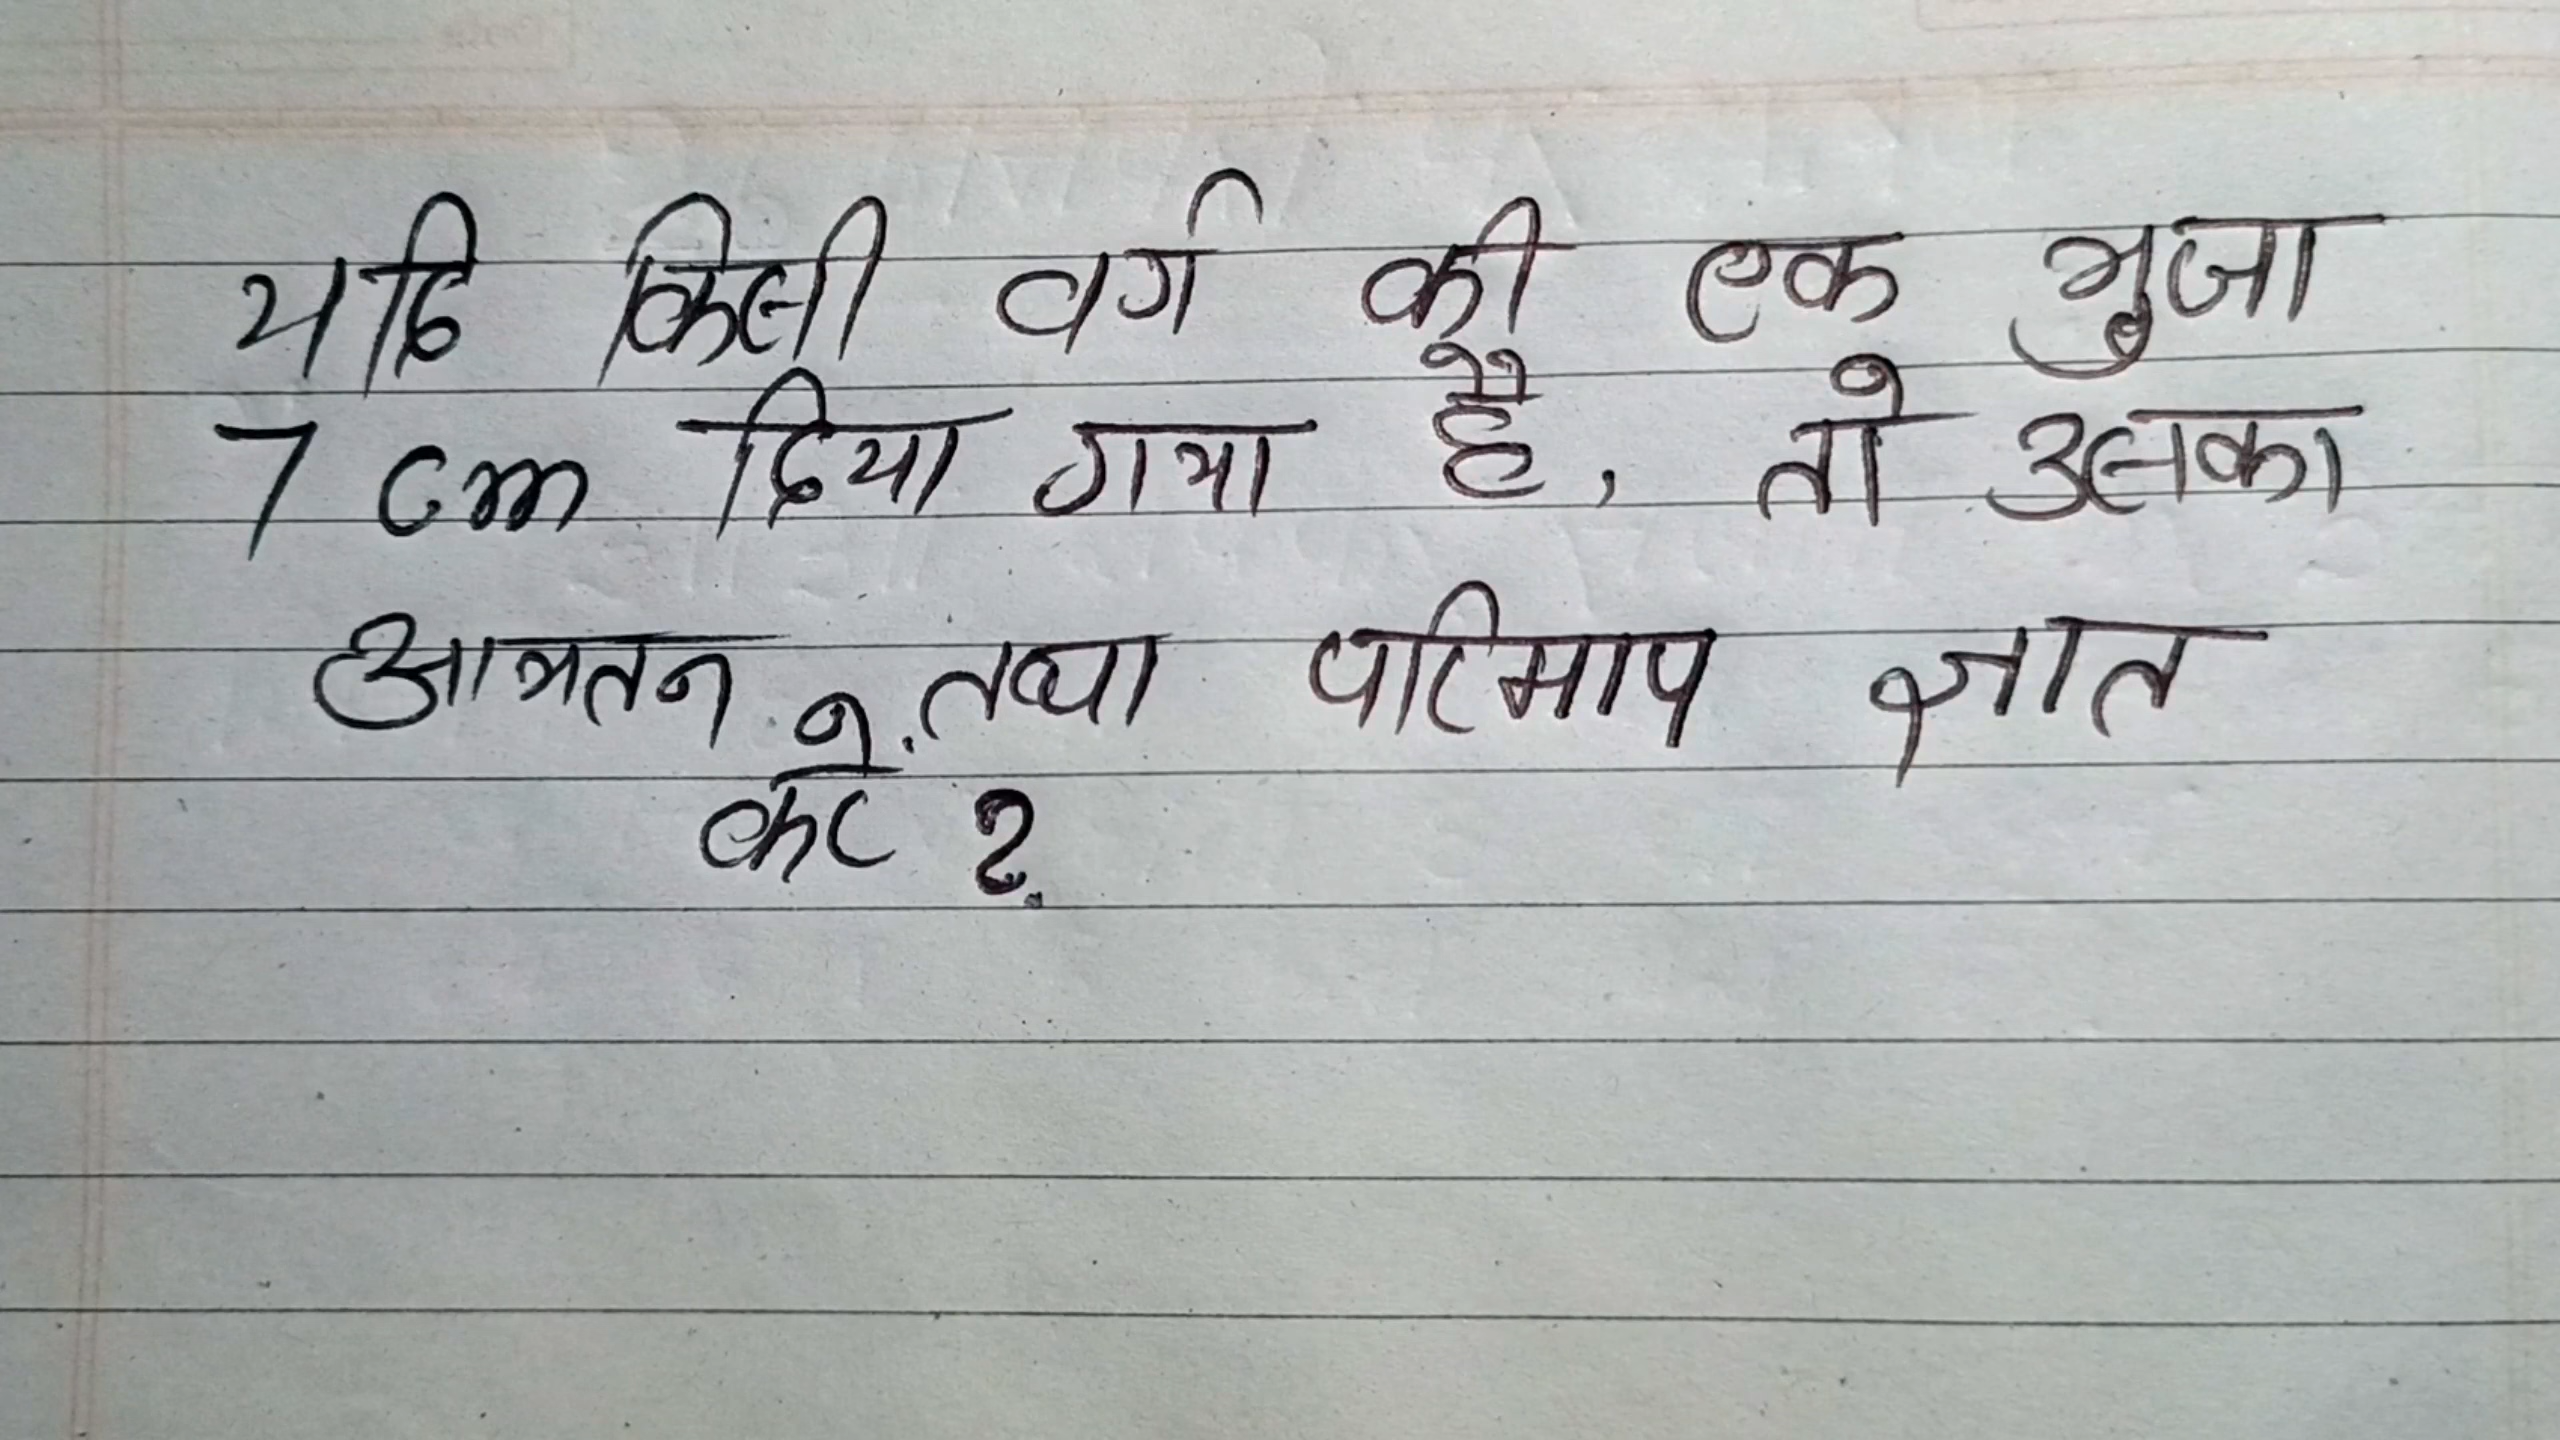 यदि किसी वर्ग की एक भुजा
7 cm दिया गया है, तो उसका
आयतन तथा परिमाप ज्ञात
करे ?